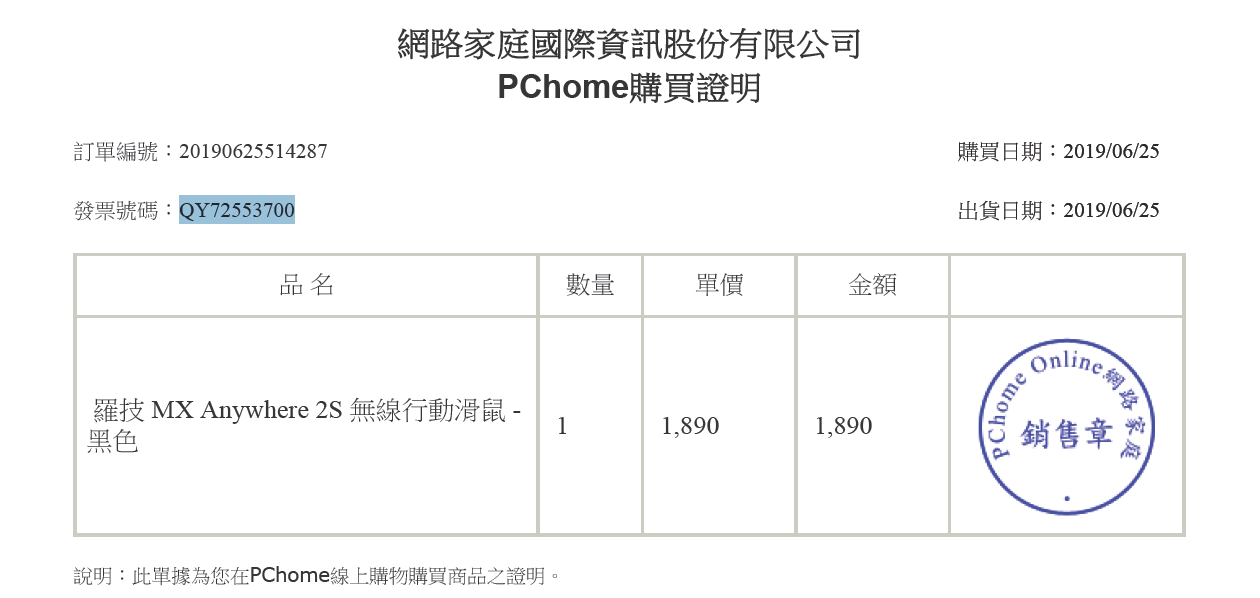 網路家庭國際資訊股份有限公司
PChome購買證明
訂單編號：20190625514287
購買日期：2019/06/25
發票號碼：QY72553700
出貨日期：2019/06/25
品 名 數量 單價 金額
羅技 MX Anywhere 2S 無線行動滑鼠 -
黑色
1 1,890 1,890
PChome Online網路家庭
銷售章
說明：此單據為您在PChome線上購物購買商品之證明。